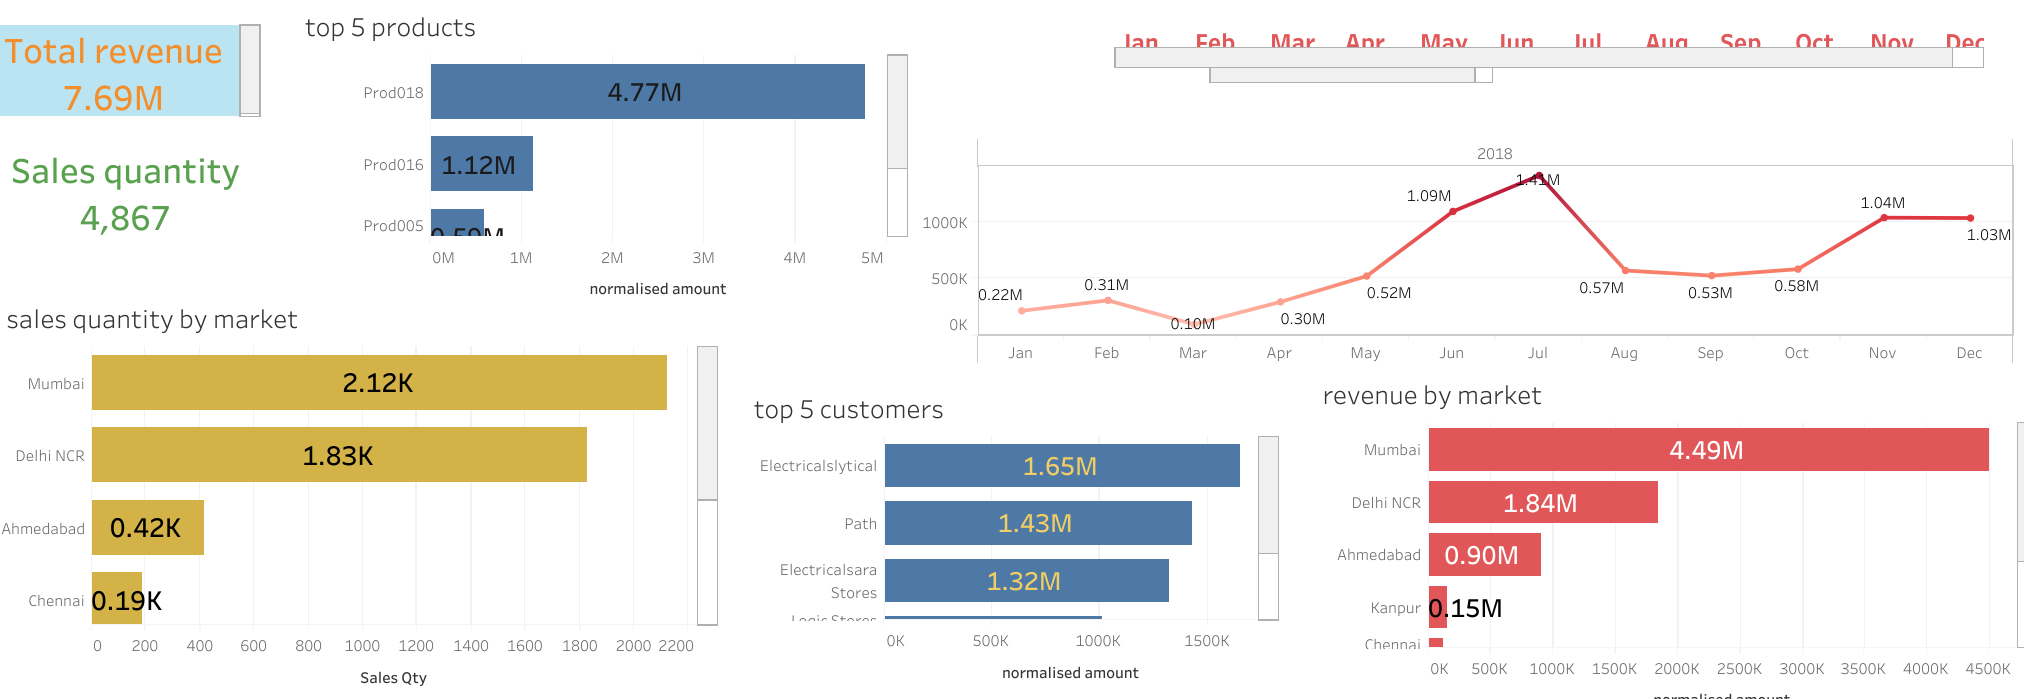 Total revenue
7.69M
Sales quantity
4,867
top 5 products
Prod018
4.77M
Prod016
1.12M
Prod005
0.59M
0M 1M 2M 3M 4M 5M
normalised amount
Jan Feb Mar Apr May Jun Jul Aug Sep Oct Nov Dec
2018
1000K
500K
0K
0.22M
0.31M
0.10M
0.30M
0.52M
1.09M
1.41M
0.57M
0.53M
0.58M
1.04M
1.03M
Jan Feb Mar Apr May Jun Jul Aug Sep Oct Nov Dec
sales quantity by market
Mumbai
2.12K
Delhi NCR
1.83K
Ahmedabad
0.42K
Chennai
0.19K
0 200 400 600 800 1000 1200 1400 1600 1800 2000 2200
Sales Qty
top 5 customers
Electricalslytical
1.65M
Path
1.43M
Electricalsara
Stores
1.32M
Logic Stores
0K 500K 1000K 1500K
normalised amount
revenue by market
Mumbai
4.49M
Delhi NCR
1.84M
Ahmedabad
0.90M
Kanpur
0.15M
Chennai
0K 500K 1000K 1500K 2000K 2500K 3000K 3500K 4000K 4500K
normalised amount